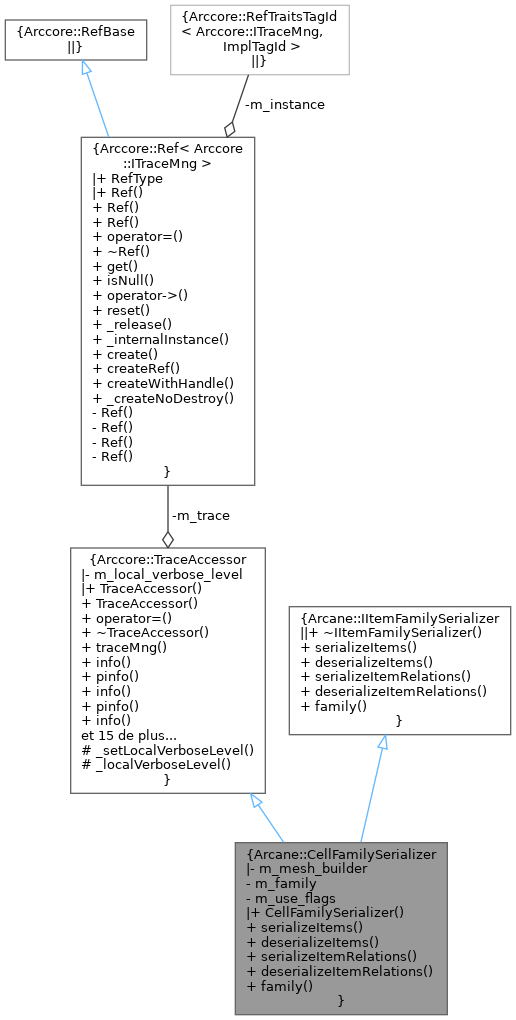 {Arccore::RefBase
||}
{Arccore::RefTraitsTagId
< Arccore::ITraceMng,
ImplTagId >
||}
-m_instance
{Arccore::Ref< Arccore
::ITraceMng >
|+ RefType
|+ Ref()
+ Ref()
+ Ref()
+ operator=()
+ ~Ref()
+ get()
+ isNull()
+ operator->()
+ reset()
+ _release()
+ _internalInstance()
+ create()
+ createRef()
+ createWithHandle()
+ _createNoDestroy()
- Ref()
- Ref()
- Ref()
- Ref()
}
-m_trace
{Arccore::TraceAccessor
|- m_local_verbose_level
|+ TraceAccessor()
+ TraceAccessor()
+ operator=()
+ ~TraceAccessor()
+ traceMng()
+ info()
+ pinfo()
+ info()
+ pinfo()
+ info()
et 15 de plus...
# _setLocalVerboseLevel()
# _localVerboseLevel()
}
{Arcane::IItemFamilySerializer
||+ ~IItemFamilySerializer()
+ serializeItems()
+ deserializeItems()
+ serializeItemRelations()
+ deserializeItemRelations()
+ family()
}
{Arcane::CellFamilySerializer
|- m_mesh_builder
- m_family
- m_use_flags
|+ CellFamilySerializer()
+ serializeItems()
+ deserializeItems()
+ serializeItemRelations()
+ deserializeItemRelations()
+ family()
}